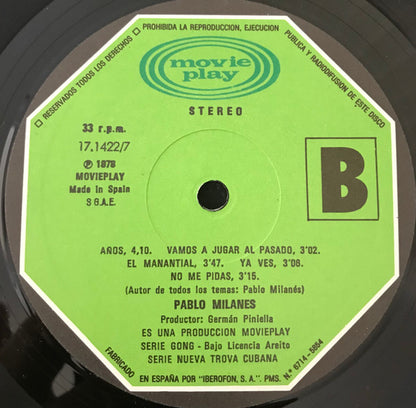 □ RESERVADOS TODOS LOS DERECHOS □ PROHIBIDA LA REPRODUCCION, EJECUCION
PUBLICA Y RADIODIFUSION DE ESTE DISCO
movie
play
STEREO
33 r.p.m.
17.1422/7
℗ 1978
MOVIEPLAY
Made in Spain
S G A E.
B
AÑOS, 4,10. VAMOS A JUGAR AL PASADO, 3'02.
EL MANANTIAL, 3'47. YA VES, 3'06.
NO ME PIDAS, 3'15.
(Autor de todos los temas: Pablo Milanés)
PABLO MILANES
Productor: Germán Piniella
ES UNA PRODUCCION MOVIEPLAY
SERIE GONG - Bajo Licencia Areito
SERIE NUEVA TROVA CUBANA
FABRICADO
EN ESPAÑA POR "IBEROFON, S. A." PMS.
N.º 6714-5864